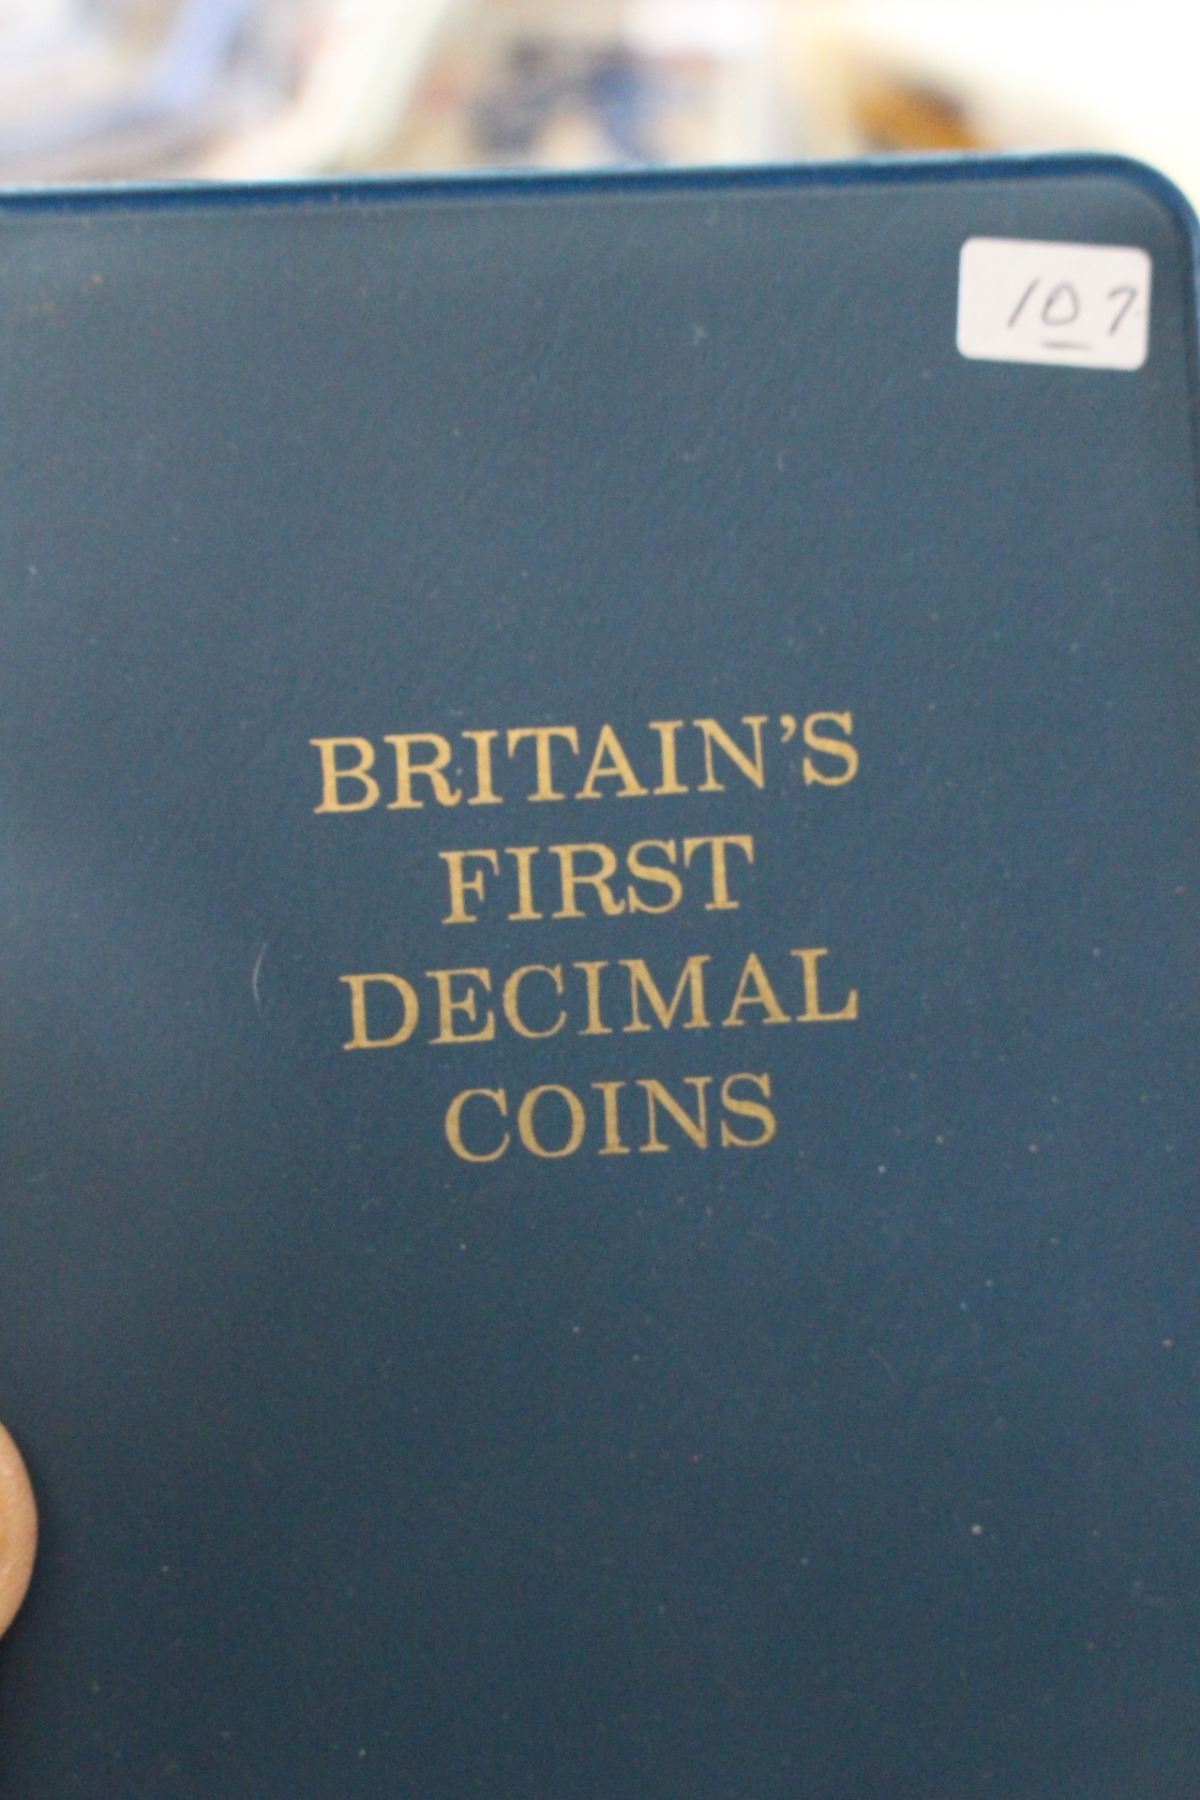 107
BRITAIN'S
FIRST
DECIMAL
COINS